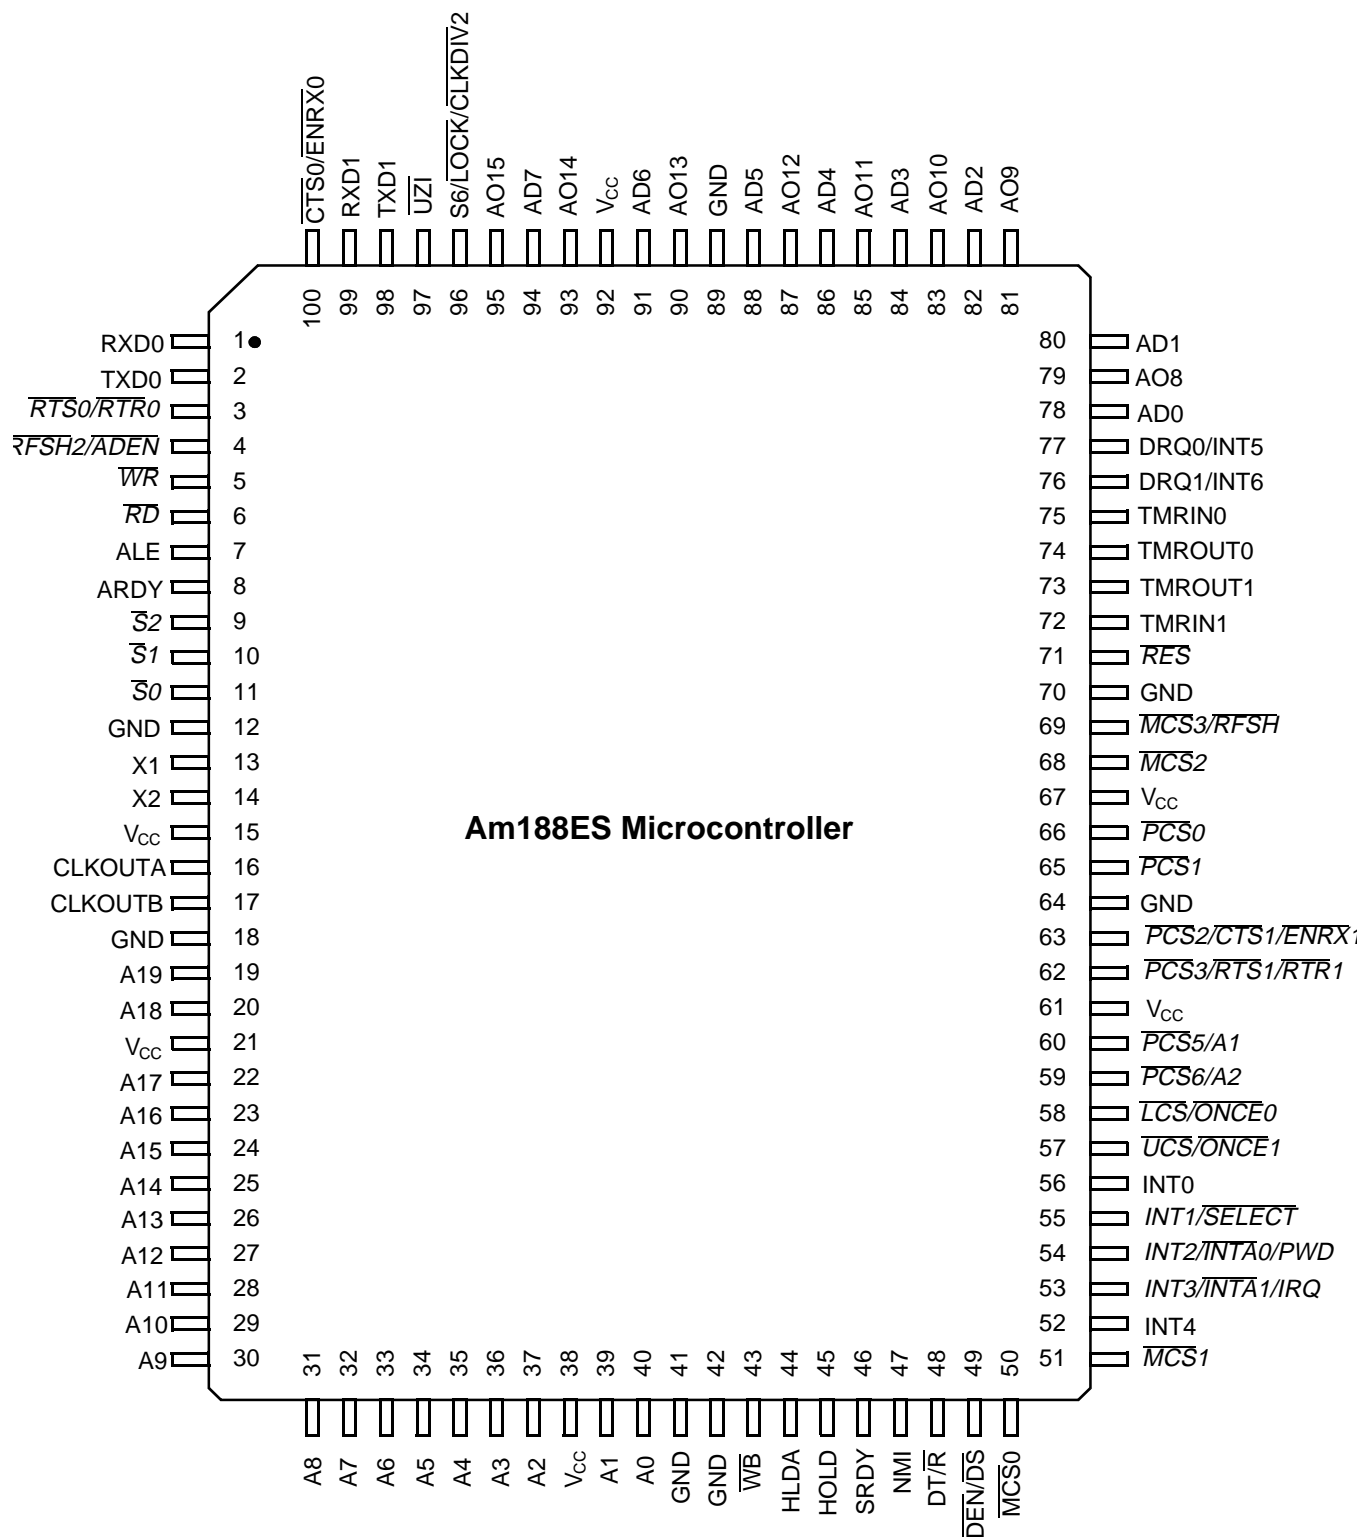 CTS0/ENRX0
RXD1
TXD1
UZI
S6/LOCK/CLKDIV2
AO15
AD7
AO14
VCC
AD6
AO13
GND
AD5
AO12
AD4
AO11
AD3
AO10
AD2
AO9
100 99 98 97 96 95 94 93 92 91 90 89 88 87 86 85 84 83 82 81
RXD0 1 80 AD1
TXD0 2 79 AO8
RTS0/RTR0 3 78 AD0
RFSH2/ADEN 4 77 DRQ0/INT5
WR 5 76 DRQ1/INT6
RD 6 75 TMRIN0
ALE 7 74 TMROUT0
ARDY 8 73 TMROUT1
S2 9 72 TMRIN1
S1 10 71 RES
S0 11 70 GND
GND 12 69 MCS3/RFSH
X1 13 68 MCS2
X2 14 67 VCC
VCC 15 66 PCS0
Am188ES Microcontroller
CLKOUTA 16 65 PCS1
CLKOUTB 17 64 GND
GND 18 63 PCS2/CTS1/ENRX1
A19 19 62 PCS3/RTS1/RTR1
A18 20 61 VCC
VCC 21 60 PCS5/A1
A17 22 59 PCS6/A2
A16 23 58 LCS/ONCE0
A15 24 57 UCS/ONCE1
A14 25 56 INT0
A13 26 55 INT1/SELECT
A12 27 54 INT2/INTA0/PWD
A11 28 53 INT3/INTA1/IRQ
A10 29 52 INT4
A9 30 51 MCS1
31 32 33 34 35 36 37 38 39 40 41 42 43 44 45 46 47 48 49 50
A8
A7
A6
A5
A4
A3
A2
VCC
A1
A0
GND
GND
WB
HLDA
HOLD
SRDY
NMI
DT/R
DEN/DS
MCS0